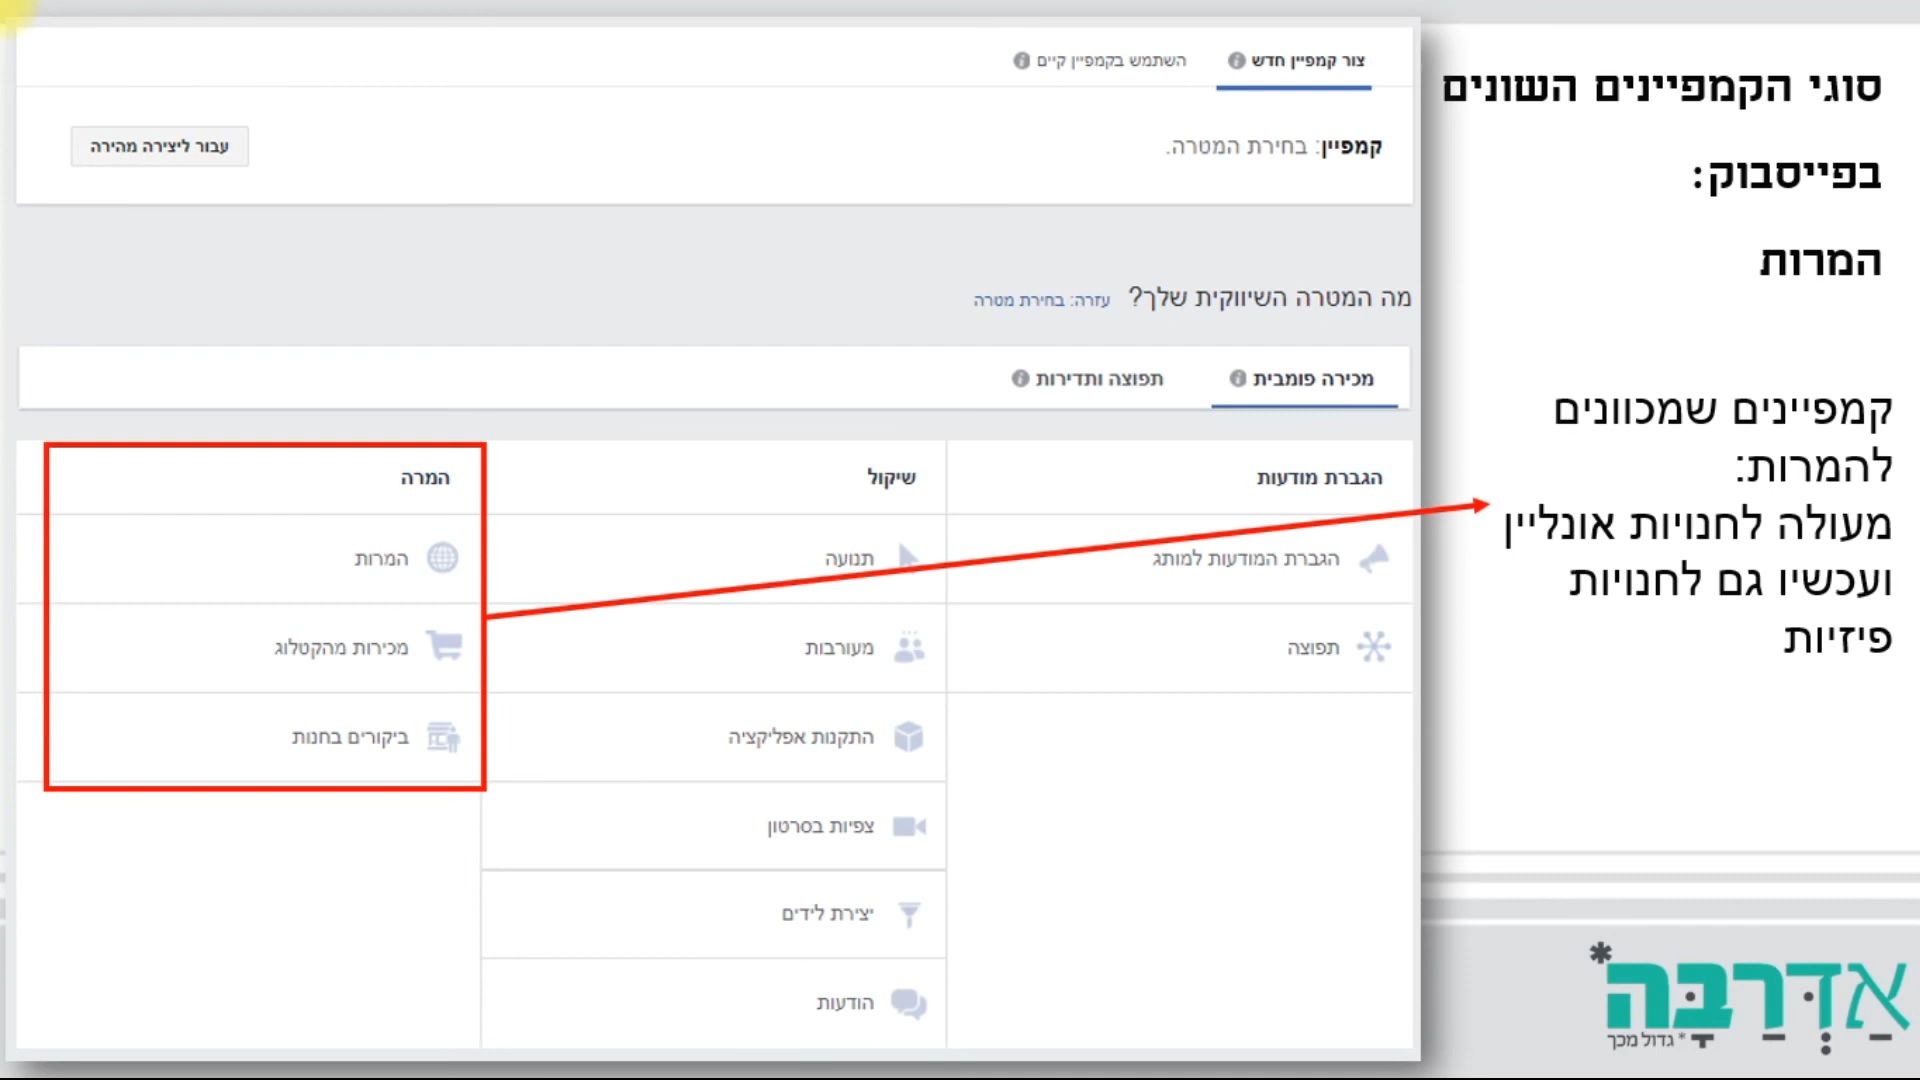 סוגי הקמפיינים השונים
בפייסבוק:
המרות
קמפיינים שמכוונים
להמרות:
מעולה לחנויות אונליין
ועכשיו גם לחנויות
פיזיות
צור קמפיין חדש
השתמש בקמפיין קיים
קמפיין: בחירת המטרה.
עבור ליצירה מהירה
מה המטרה השיווקית שלך? עזרה: בחירת מטרה
מכירה פומבית
תפוצה ותדירות
הגברת מודעות
הגברת המודעות למותג
תפוצה
שיקול
תנועה
מעורבות
התקנות אפליקציה
צפיות בסרטון
יצירת לידים
הודעות
המרה
המרות
מכירות מהקטלוג
ביקורים בחנות
אַדְּרַבָּה*
* גדול מכך